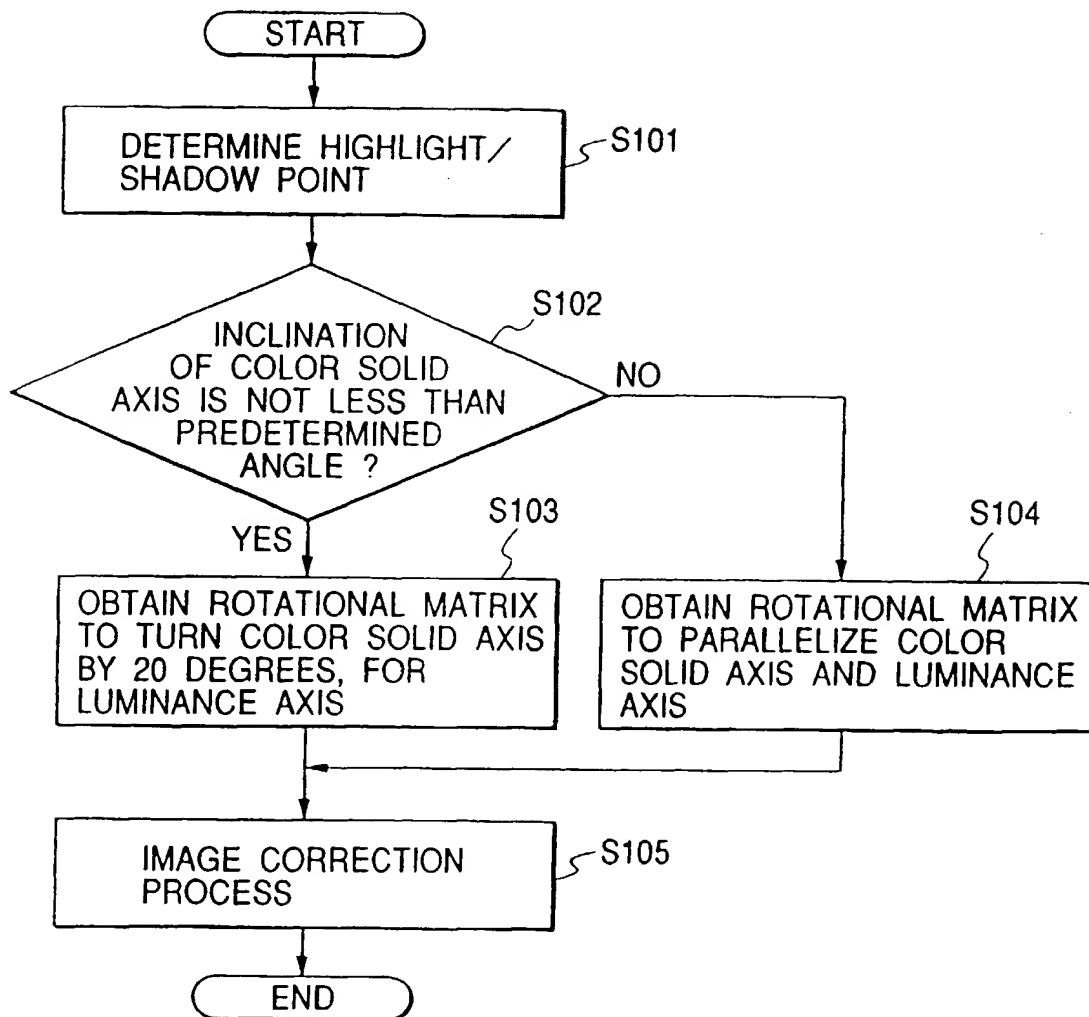 START
DETERMINE HIGHLIGHT/
SHADOW POINT
S101
INCLINATION
OF COLOR SOLID
AXIS IS NOT LESS THAN
PREDETERMINED
ANGLE ?
S102
NO
YES
S103
OBTAIN ROTATIONAL MATRIX
TO TURN COLOR SOLID AXIS
BY 20 DEGREES, FOR
LUMINANCE AXIS
S104
OBTAIN ROTATIONAL MATRIX
TO PARALLELIZE COLOR
SOLID AXIS AND LUMINANCE
AXIS
IMAGE CORRECTION
PROCESS
S105
END